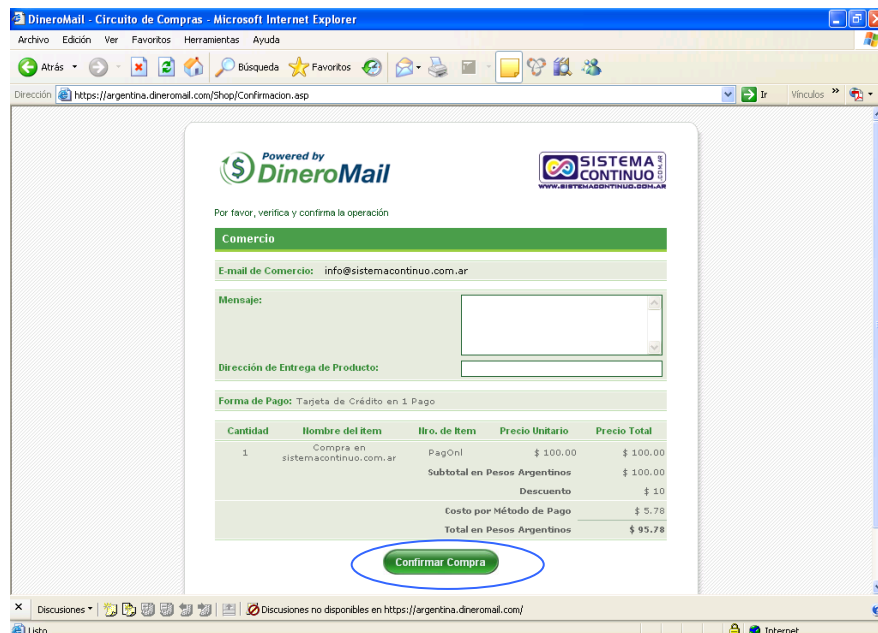 DineroMail - Circuito de Compras - Microsoft Internet Explorer
Archivo Edición Ver Favoritos Herramientas Ayuda
Atrás Búsqueda Favoritos
Dirección https://argentina.dineromail.com/Shop/Confirmacion.asp Ir Vínculos »
Powered by
DineroMail
SISTEMA
CONTINUO
.COM.AR
WWW.SISTEMACONTINUO.COM.AR
Por favor, verifica y confirma la operación
Comercio
E-mail de Comercio: info@sistemacontinuo.com.ar
Mensaje:
Dirección de Entrega de Producto:
Forma de Pago: Tarjeta de Crédito en 1 Pago
Cantidad Nombre del item Nro. de Item Precio Unitario Precio Total
1 Compra en sistemacontinuo.com.ar PagOnl $ 100.00 $ 100.00
Subtotal en Pesos Argentinos $ 100.00
Descuento $ 10
Costo por Método de Pago $ 5.78
Total en Pesos Argentinos $ 95.78
Confirmar Compra
Discusiones Discusiones no disponibles en https://argentina.dineromail.com/
Listo Internet